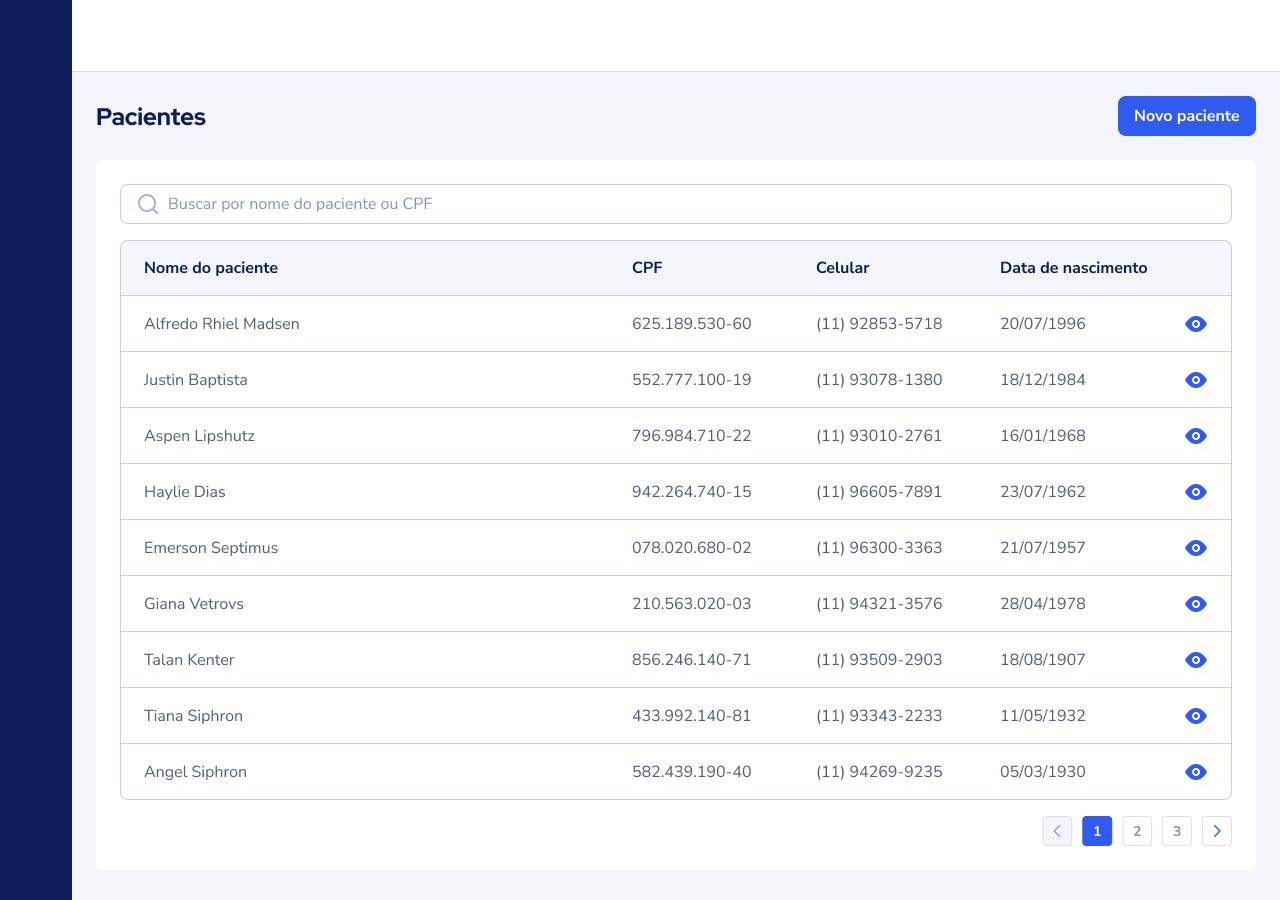 Pacientes
Novo paciente
Buscar por nome do paciente ou CPF
Nome do paciente CPF Celular Data de nascimento
Alfredo Rhiel Madsen 625.189.530-60 (11) 92853-5718 20/07/1996
Justin Baptista 552.777.100-19 (11) 93078-1380 18/12/1984
Aspen Lipshutz 796.984.710-22 (11) 93010-2761 16/01/1968
Haylie Dias 942.264.740-15 (11) 96605-7891 23/07/1962
Emerson Septimus 078.020.680-02 (11) 96300-3363 21/07/1957
Giana Vetrovs 210.563.020-03 (11) 94321-3576 28/04/1978
Talan Kenter 856.246.140-71 (11) 93509-2903 18/08/1907
Tiana Siphron 433.992.140-81 (11) 93343-2233 11/05/1932
Angel Siphron 582.439.190-40 (11) 94269-9235 05/03/1930
1 2 3